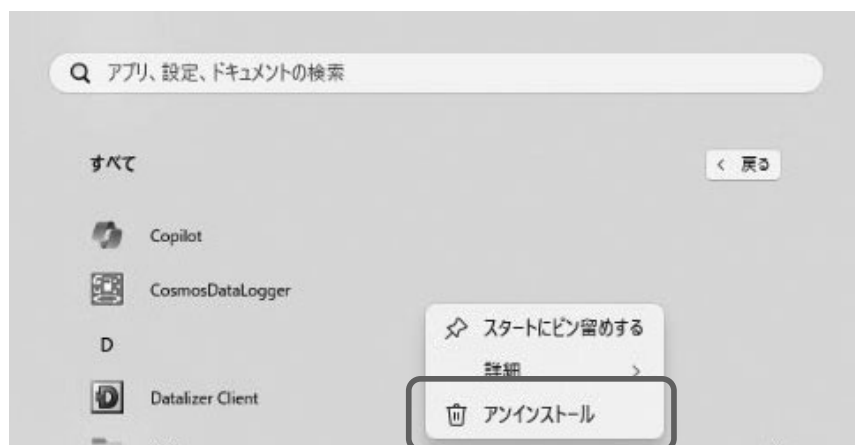 アプリ、設定、ドキュメントの検索
すべて
< 戻る
Copilot
CosmosDataLogger
スタートにピン留めする
D
詳細 >
Datalizer Client
アンインストール